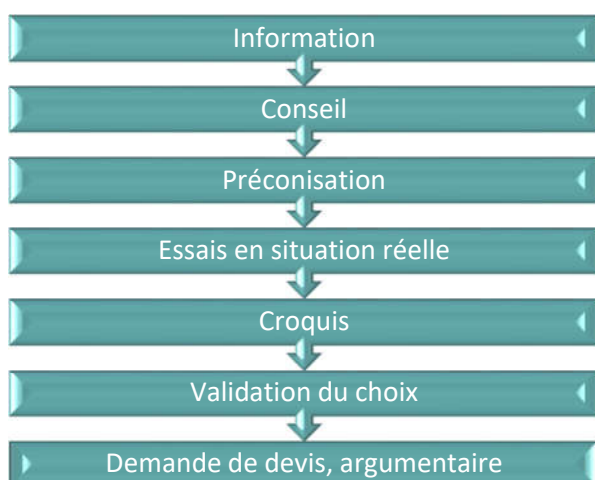 Information
Conseil
Préconisation
Essais en situation réelle
Croquis
Validation du choix
Demande de devis, argumentaire